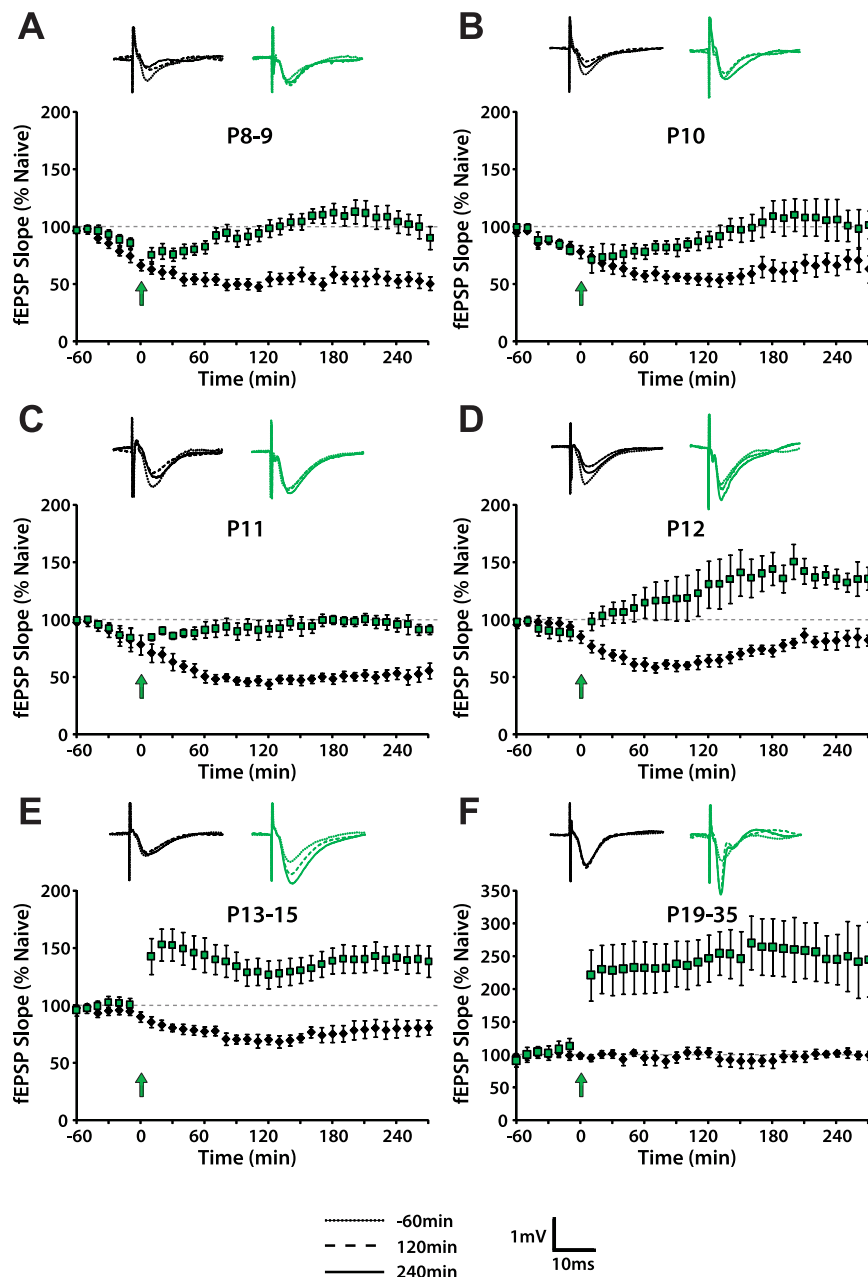 A
B
P8-9
P10
fEPSP Slope (% Naive)
200
150
100
50
0
-60
0
60
120
180
240
Time (min)
fEPSP Slope (% Naive)
200
150
100
50
0
-60
0
60
120
180
240
Time (min)
C
D
P11
P12
fEPSP Slope (% Naive)
200
150
100
50
0
-60
0
60
120
180
240
Time (min)
fEPSP Slope (% Naive)
200
150
100
50
0
-60
0
60
120
180
240
Time (min)
E
F
P13-15
P19-35
fEPSP Slope (% Naive)
200
150
100
50
0
-60
0
60
120
180
240
Time (min)
fEPSP Slope (% Naive)
350
300
250
200
150
100
50
0
-60
0
60
120
180
240
Time (min)
-60min
120min
240min
1mV
10ms